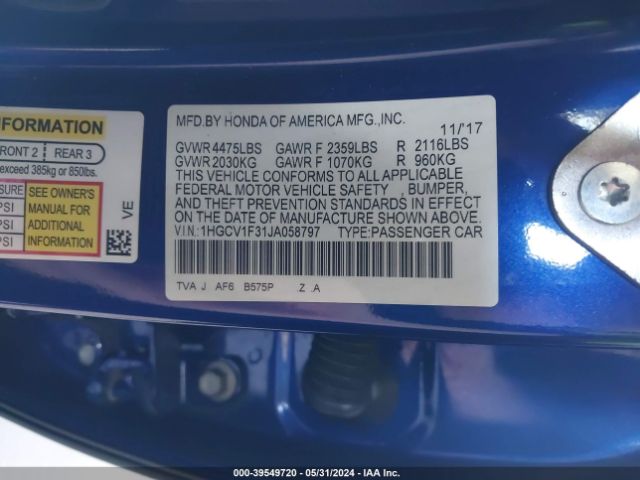 NFORMATION
FRONT 2 REAR 3
exceed 385kg or 850lbs.
SURE
PSI
PSI
SEE OWNER'S
MANUAL FOR
ADDITIONAL
INFORMATION
VE
MFD.BY HONDA OF AMERICA MFG.,INC.
11/'17
GVWR 4475LBS GAWR F 2359LBS R 2116LBS
GVWR 2030KG GAWR F 1070KG R 960KG
THIS VEHICLE CONFORMS TO ALL APPLICABLE
FEDERAL MOTOR VEHICLE SAFETY , BUMPER,
AND THEFT PREVENTION STANDARDS IN EFFECT
ON THE DATE OF MANUFACTURE SHOWN ABOVE.
VIN:1HGCV1F31JA058797 TYPE:PASSENGER CAR
TVA J AF6 B575P .Z .A
000-39549720 - 05/31/2024 - IAA Inc.